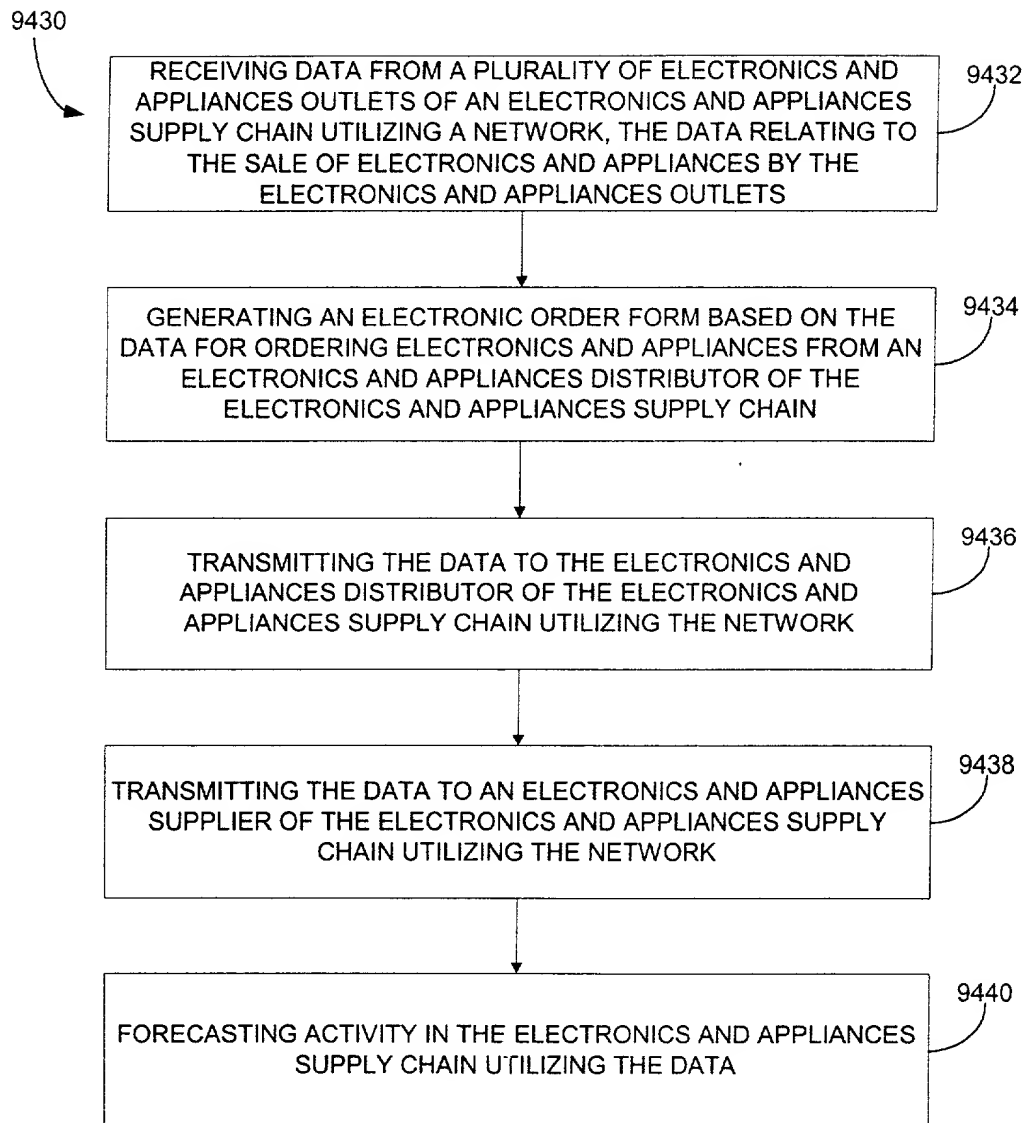 9430
RECEIVING DATA FROM A PLURALITY OF ELECTRONICS AND
APPLIANCES OUTLETS OF AN ELECTRONICS AND APPLIANCES
SUPPLY CHAIN UTILIZING A NETWORK, THE DATA RELATING TO
THE SALE OF ELECTRONICS AND APPLIANCES BY THE
ELECTRONICS AND APPLIANCES OUTLETS
9432
GENERATING AN ELECTRONIC ORDER FORM BASED ON THE
DATA FOR ORDERING ELECTRONICS AND APPLIANCES FROM AN
ELECTRONICS AND APPLIANCES DISTRIBUTOR OF THE
ELECTRONICS AND APPLIANCES SUPPLY CHAIN
9434
TRANSMITTING THE DATA TO THE ELECTRONICS AND
APPLIANCES DISTRIBUTOR OF THE ELECTRONICS AND
APPLIANCES SUPPLY CHAIN UTILIZING THE NETWORK
9436
TRANSMITTING THE DATA TO AN ELECTRONICS AND APPLIANCES
SUPPLIER OF THE ELECTRONICS AND APPLIANCES SUPPLY
CHAIN UTILIZING THE NETWORK
9438
FORECASTING ACTIVITY IN THE ELECTRONICS AND APPLIANCES
SUPPLY CHAIN UTILIZING THE DATA
9440